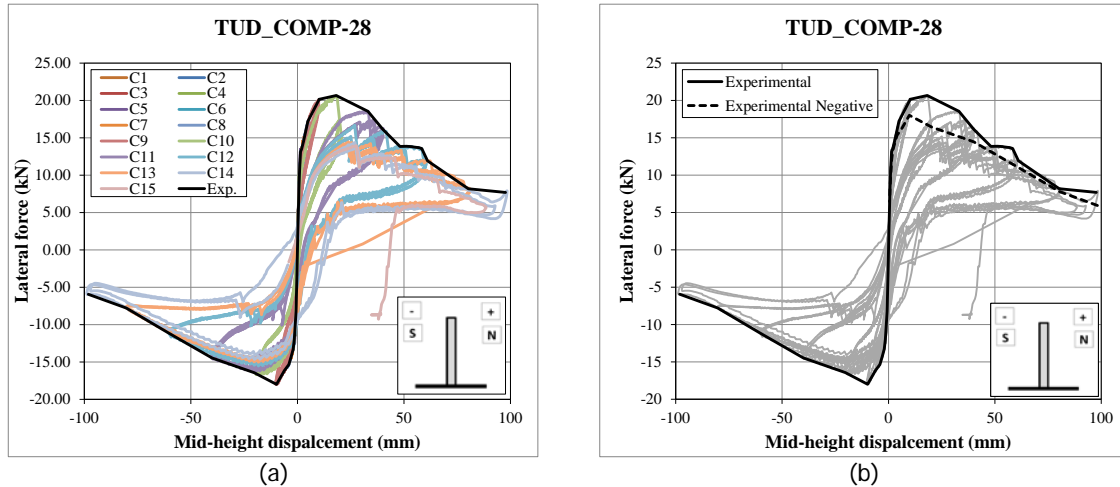 TUD_COMP-28
25.00
20.00
15.00
10.00
5.00
0.00
-5.00
-10.00
-15.00
-20.00
Lateral force (kN)
C1 C2
C3 C4
C5 C6
C7 C8
C9 C10
C11 C12
C13 C14
C15 Exp.
- +
S N
-100 -50 0 50 100
Mid-height dispalcement (mm)
(a)
TUD_COMP-28
25
20
15
10
5
0
-5
-10
-15
-20
Lateral force (kN)
Experimental
Experimental Negative
- +
S N
-100 -50 0 50 100
Mid-height dispalcement (mm)
(b)